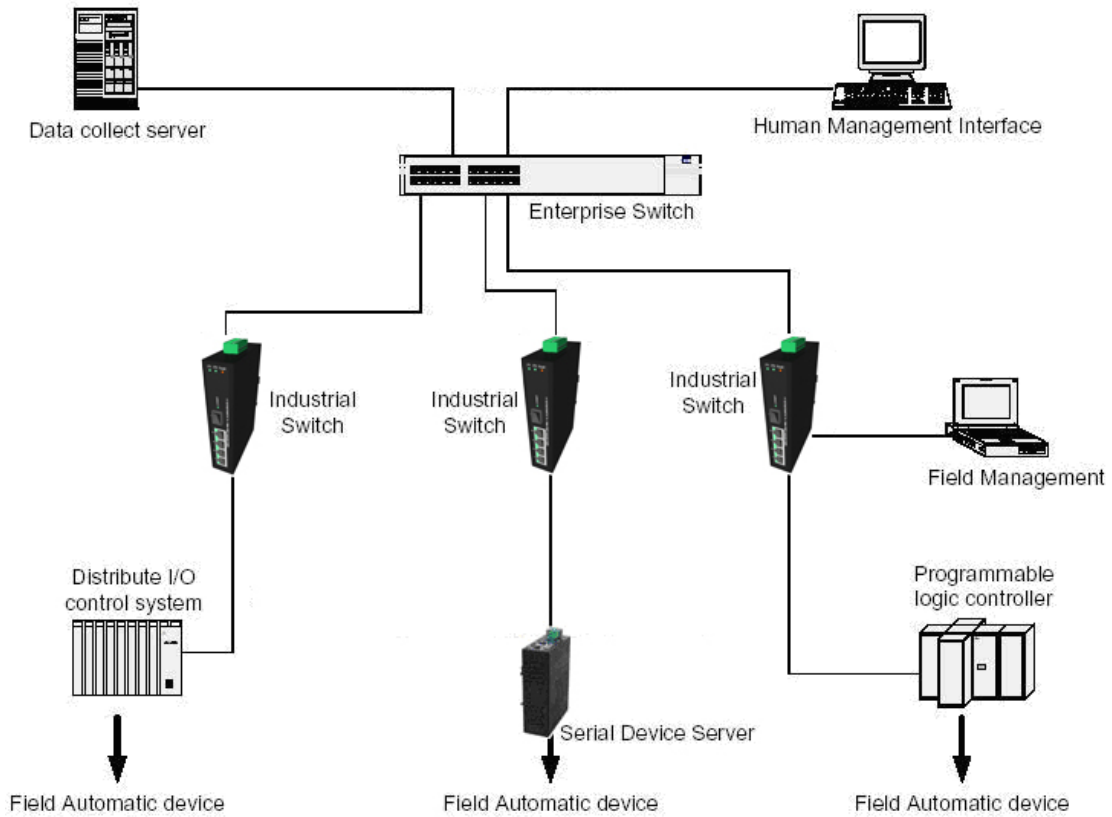 Data collect server
Human Management Interface
Enterprise Switch
Industrial
Switch
Industrial
Switch
Industrial
Switch
Field Management
Distribute I/O
control system
Programmable
logic controller
Serial Device Server
Field Automatic device
Field Automatic device
Field Automatic device